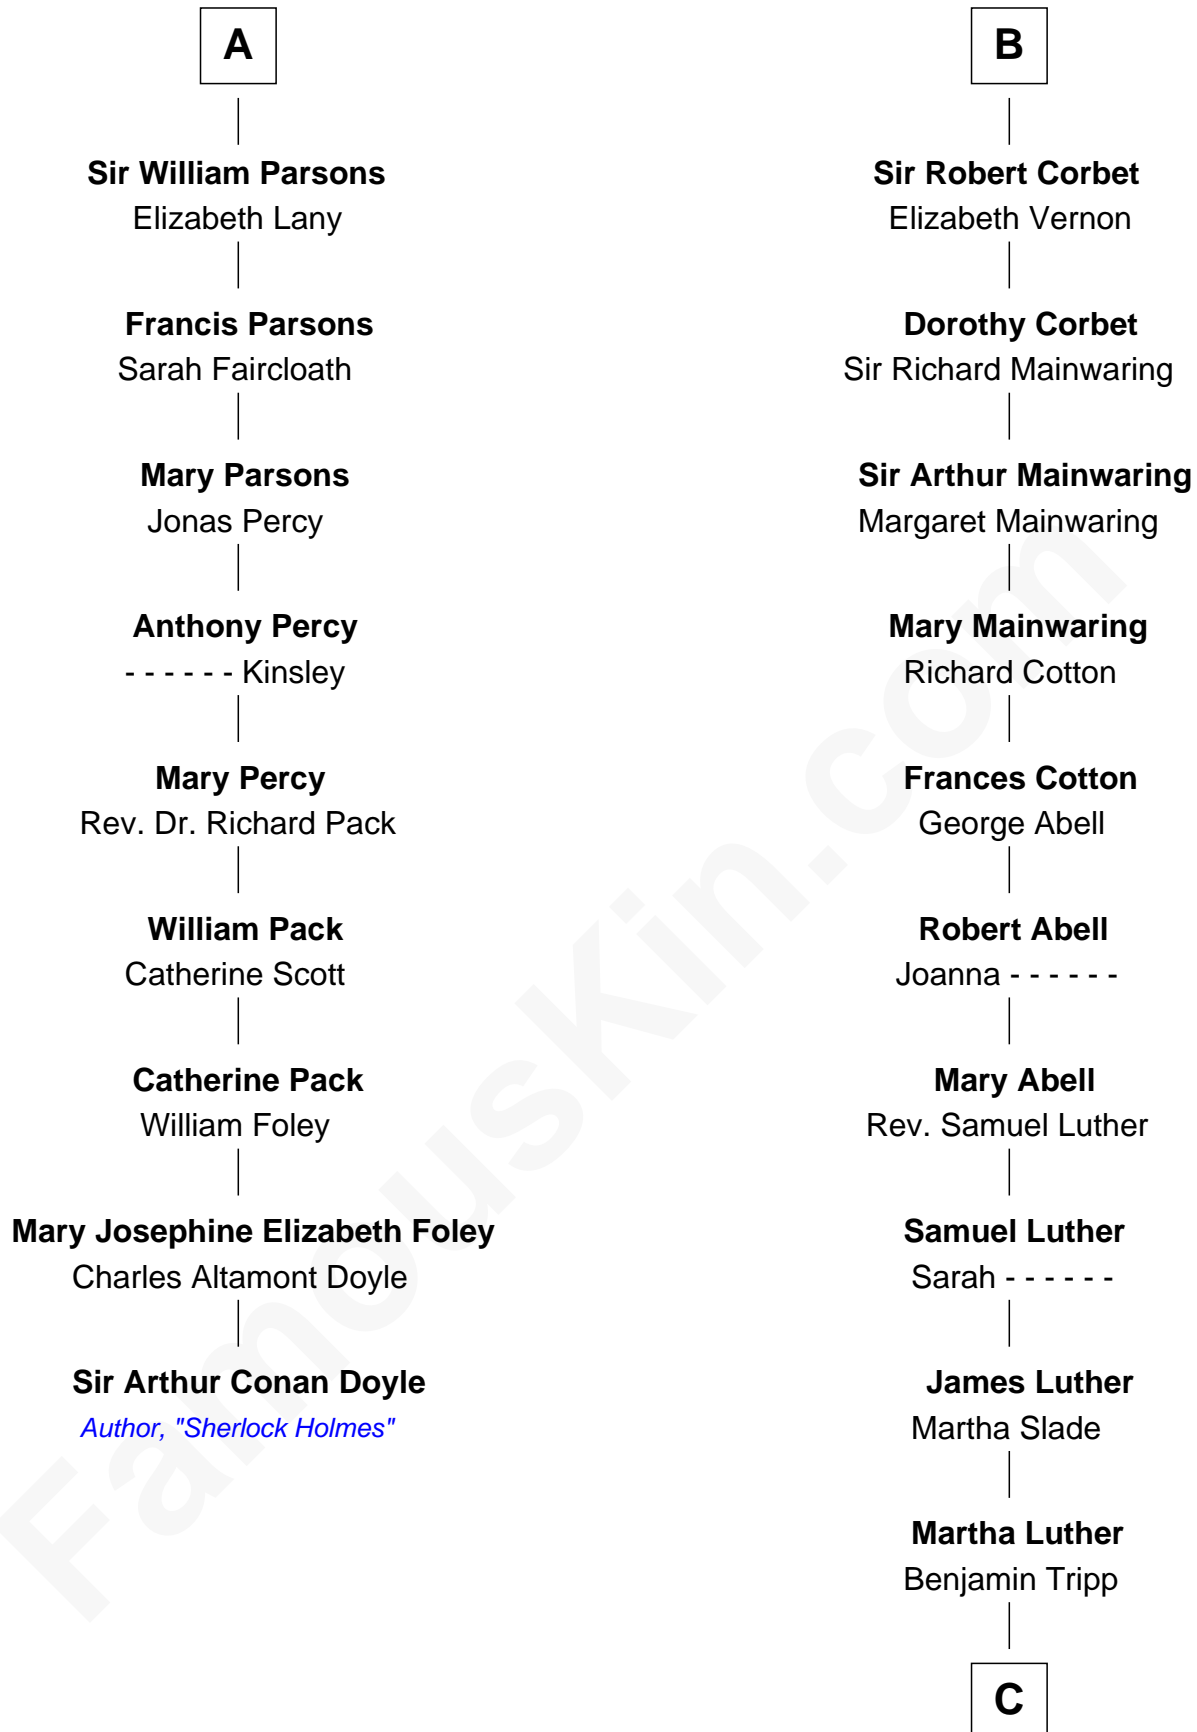 A
Sir William Parsons
Elizabeth Lany
Francis Parsons
Sarah Faircloath
Mary Parsons
Jonas Percy
Anthony Percy
- - - - - - Kinsley
Mary Percy
Rev. Dr. Richard Pack
William Pack
Catherine Scott
Catherine Pack
William Foley
Mary Josephine Elizabeth Foley
Charles Altamont Doyle
Sir Arthur Conan Doyle
Author, "Sherlock Holmes"
B
Sir Robert Corbet
Elizabeth Vernon
Dorothy Corbet
Sir Richard Mainwaring
Sir Arthur Mainwaring
Margaret Mainwaring
Mary Mainwaring
Richard Cotton
Frances Cotton
George Abell
Robert Abell
Joanna - - - - - -
Mary Abell
Rev. Samuel Luther
Samuel Luther
Sarah - - - - - -
James Luther
Martha Slade
Martha Luther
Benjamin Tripp
C
FamousKin.com